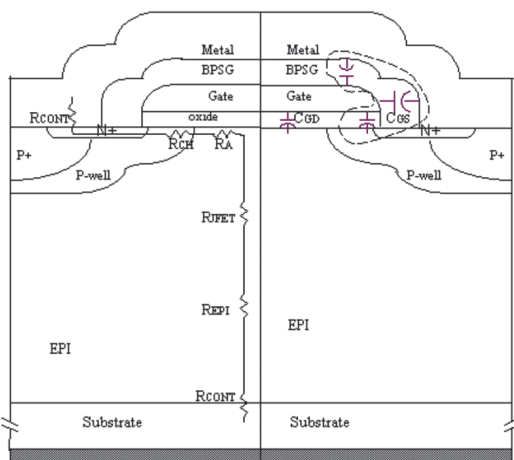 Metal Metal
BPSG BPSG
Gate Gate
RCONT oxide CGD CGS
N+ N+
RCH RA
P+ P+
P-well P-well
RJFET
REPI
EPI
EPI
RCONT
Substrate Substrate